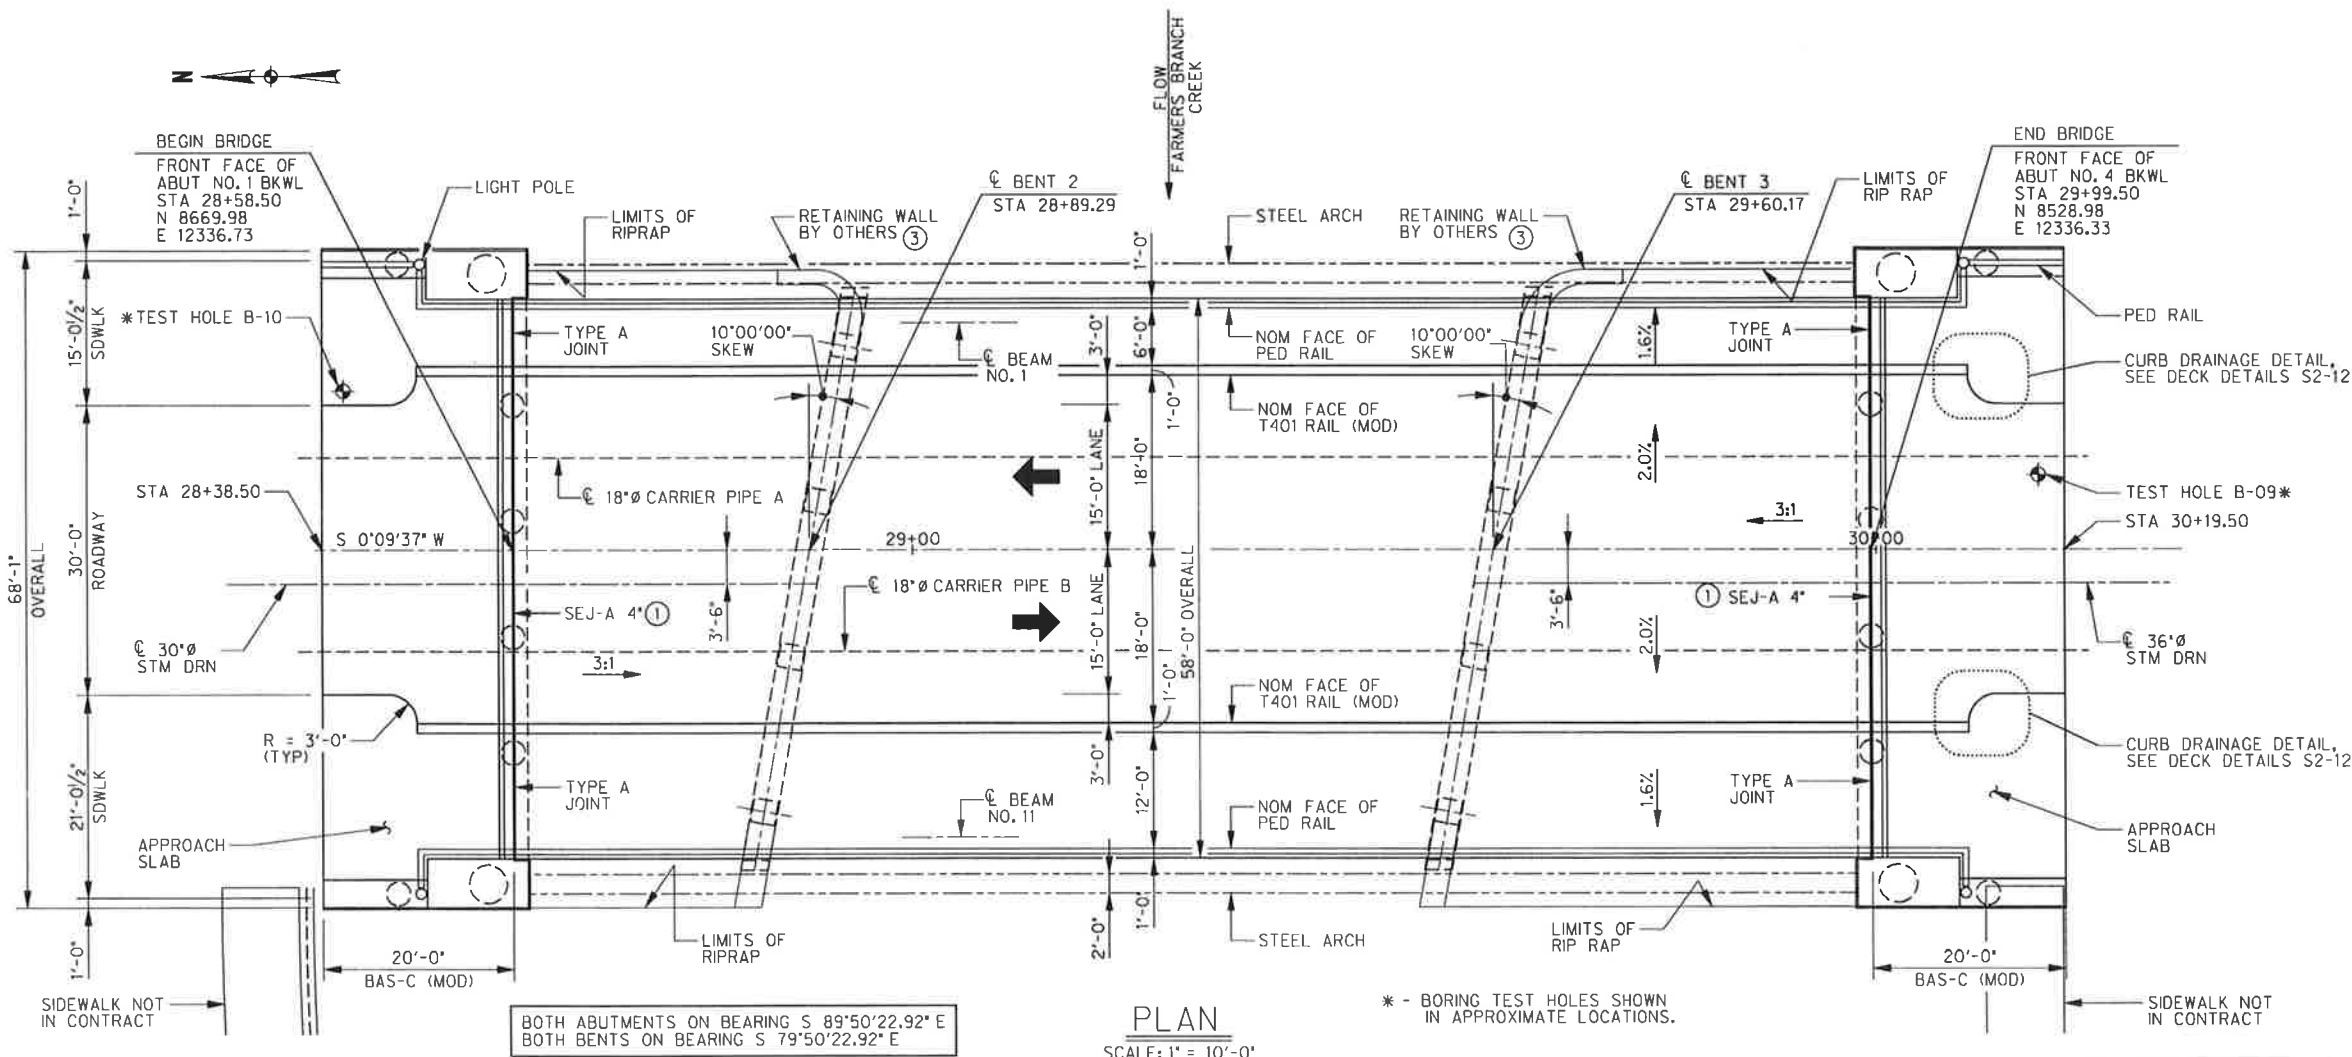 N
FLOW
FARMERS BRANCH
CREEK
BEGIN BRIDGE
FRONT FACE OF
ABUT NO. 1 BKWL
STA 28+58.50
N 8669.98
E 12336.73
LIGHT POLE
LIMITS OF
RIPRAP
RETAINING WALL
BY OTHERS 3
℄ BENT 2
STA 28+89.29
STEEL ARCH
RETAINING WALL
BY OTHERS 3
℄ BENT 3
STA 29+60.17
LIMITS OF
RIP RAP
END BRIDGE
FRONT FACE OF
ABUT NO. 4 BKWL
STA 29+99.50
N 8528.98
E 12336.33
1'-0"
15'-0½"
SDWLK
30'-0"
ROADWAY
21'-0½"
SDWLK
1'-0"
68'-1"
OVERALL
*TEST HOLE B-10
TYPE A
JOINT
10°00'00"
SKEW
℄ BEAM
NO. 1
3'-0"
1'-0"
6'-0"
1'-0"
NOM FACE OF
PED RAIL
10°00'00"
SKEW
1.6%
TYPE A
JOINT
PED RAIL
CURB DRAINAGE DETAIL,
SEE DECK DETAILS S2-12
NOM FACE OF
T401 RAIL (MOD)
15'-0" LANE
18'-0"
2.0%
STA 28+38.50
℄ 18"Ø CARRIER PIPE A
TEST HOLE B-09*
STA 30+19.50
3:1
S 0°09'37" W
29+00
30+00
℄ 18"Ø CARRIER PIPE B
3'-6"
SEJ-A 4" 1
15'-0" LANE
18'-0"
58'-0" OVERALL
3'-6"
1 SEJ-A 4"
2.0%
℄ 30"Ø
STM DRN
3:1
℄ 36"Ø
STM DRN
1'-0"
NOM FACE OF
T401 RAIL (MOD)
R = 3'-0"
(TYP)
TYPE A
JOINT
℄ BEAM
NO. 11
3'-0"
12'-0"
NOM FACE OF
PED RAIL
1.6%
TYPE A
JOINT
CURB DRAINAGE DETAIL,
SEE DECK DETAILS S2-12
APPROACH
SLAB
APPROACH
SLAB
LIMITS OF
RIPRAP
2'-0"
1'-0"
STEEL ARCH
LIMITS OF
RIP RAP
20'-0"
BAS-C (MOD)
20'-0"
BAS-C (MOD)
SIDEWALK NOT
IN CONTRACT
BOTH ABUTMENTS ON BEARING S 89°50'22.92" E
BOTH BENTS ON BEARING S 79°50'22.92" E
PLAN
SCALE: 1" = 10'-0"
* - BORING TEST HOLES SHOWN
IN APPROXIMATE LOCATIONS.
SIDEWALK NOT
IN CONTRACT